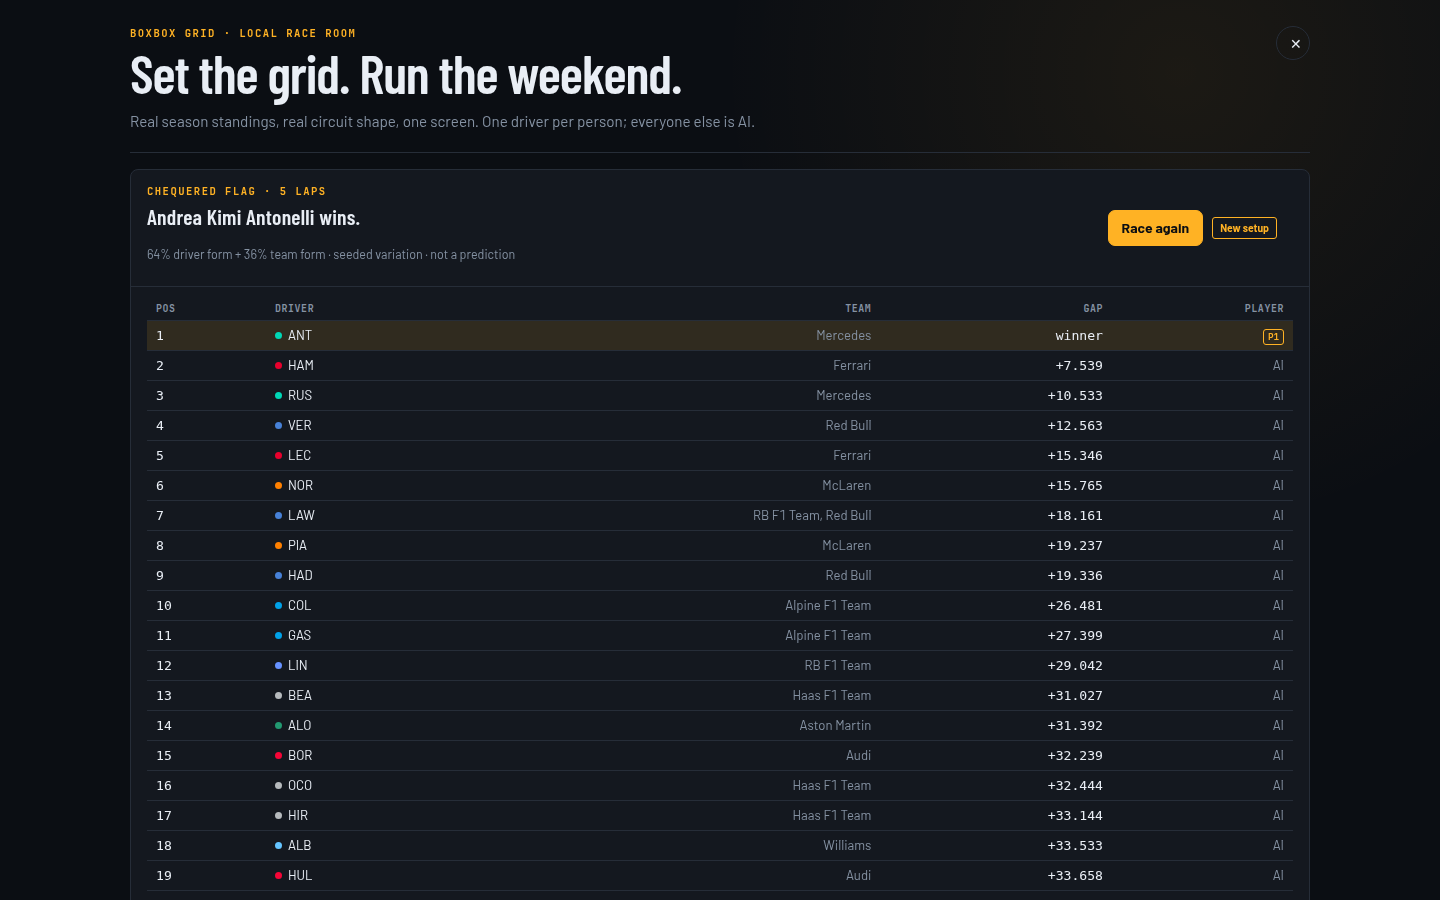 BOXBOX GRID · LOCAL RACE ROOM
Set the grid. Run the weekend.
Real season standings, real circuit shape, one screen. One driver per person; everyone else is AI.
✕
CHEQUERED FLAG · 5 LAPS
Andrea Kimi Antonelli wins.
64% driver form + 36% team form · seeded variation · not a prediction
Race again
New setup
POS DRIVER TEAM GAP PLAYER
1 ANT Mercedes winner P1
2 HAM Ferrari +7.539 AI
3 RUS Mercedes +10.533 AI
4 VER Red Bull +12.563 AI
5 LEC Ferrari +15.346 AI
6 NOR McLaren +15.765 AI
7 LAW RB F1 Team, Red Bull +18.161 AI
8 PIA McLaren +19.237 AI
9 HAD Red Bull +19.336 AI
10 COL Alpine F1 Team +26.481 AI
11 GAS Alpine F1 Team +27.399 AI
12 LIN RB F1 Team +29.042 AI
13 BEA Haas F1 Team +31.027 AI
14 ALO Aston Martin +31.392 AI
15 BOR Audi +32.239 AI
16 OCO Haas F1 Team +32.444 AI
17 HIR Haas F1 Team +33.144 AI
18 ALB Williams +33.533 AI
19 HUL Audi +33.658 AI